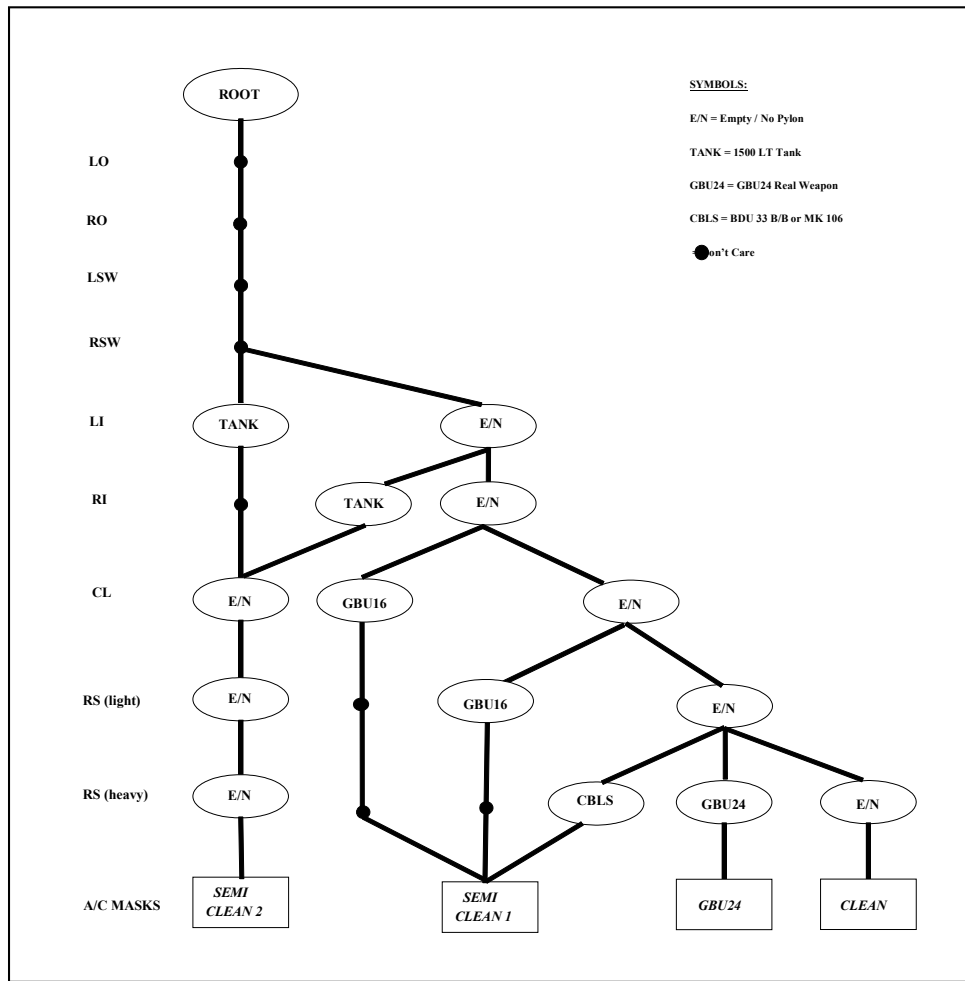 ROOT
SYMBOLS:
E/N = Empty / No Pylon
TANK = 1500 LT Tank
GBU24 = GBU24 Real Weapon
CBLS = BDU 33 B/B or MK 106
on't Care
LO
RO
LSW
RSW
LI
TANK
E/N
RI
TANK
E/N
CL
E/N
GBU16
E/N
RS (light)
E/N
GBU16
E/N
RS (heavy)
E/N
CBLS
GBU24
E/N
A/C MASKS
SEMI
CLEAN 2
SEMI
CLEAN 1
GBU24
CLEAN